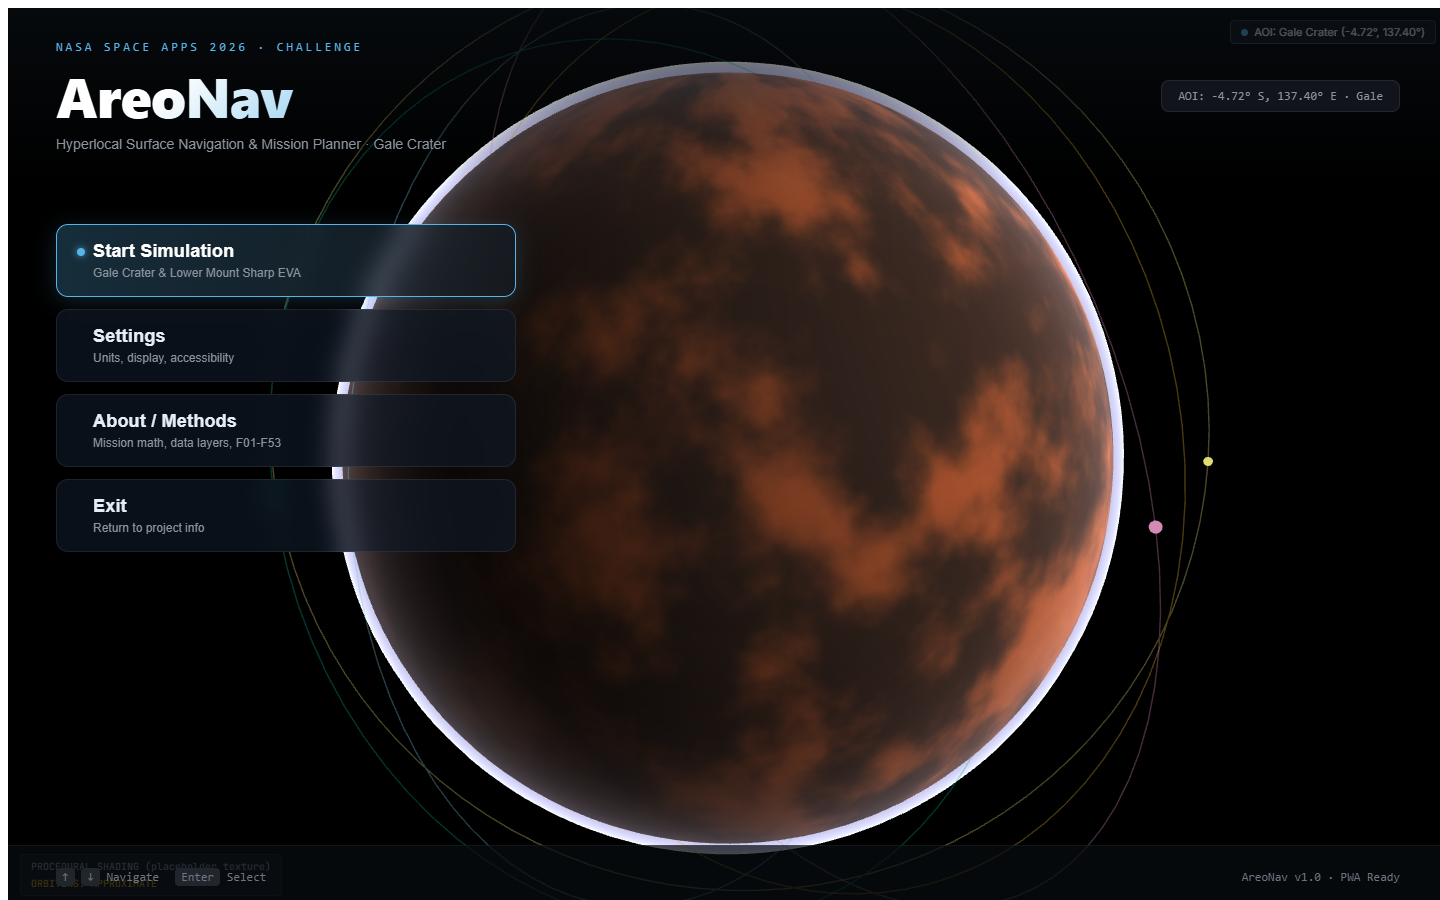 NASA SPACE APPS 2026 · CHALLENGE
AOI: Gale Crater (-4.72°, 137.40°)
AreoNav
AOI: -4.72° S, 137.40° E · Gale
Hyperlocal Surface Navigation & Mission Planner · Gale Crater
Start Simulation
Gale Crater & Lower Mount Sharp EVA
Settings
Units, display, accessibility
About / Methods
Mission math, data layers, F01-F53
Exit
Return to project info
PROCEDURAL SHADING (placeholder texture)
↑ ↓ Navigate Enter Select
AreoNav v1.0 · PWA Ready
APPROXIMATE